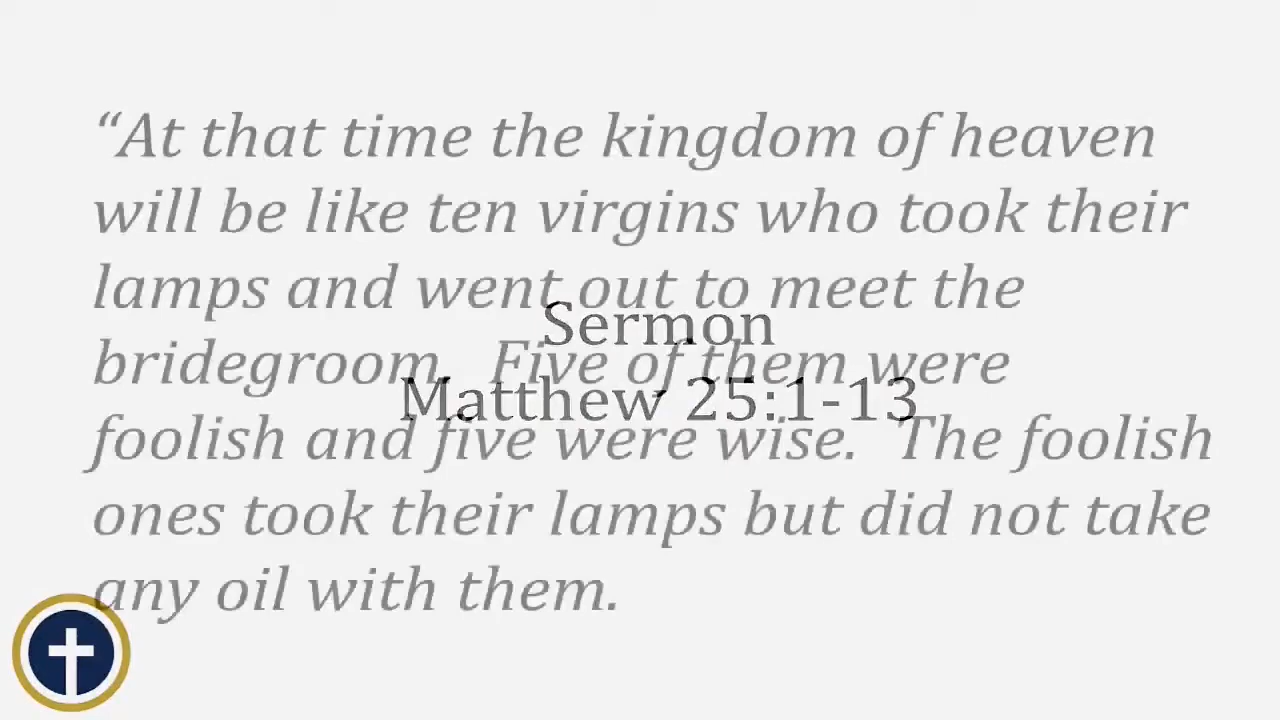 “At that time the kingdom of heaven
will be like ten virgins who took their
lamps and went out to meet the
Sermon
bridegroom.  Five of them were
Matthew 25:1-13
foolish and five were wise.  The foolish
ones took their lamps but did not take
any oil with them.